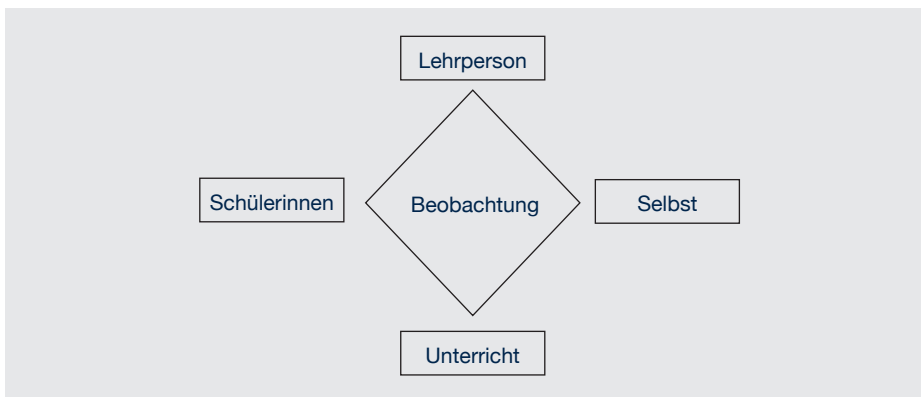 Lehrperson
Schülerinnen
Beobachtung
Selbst
Unterricht